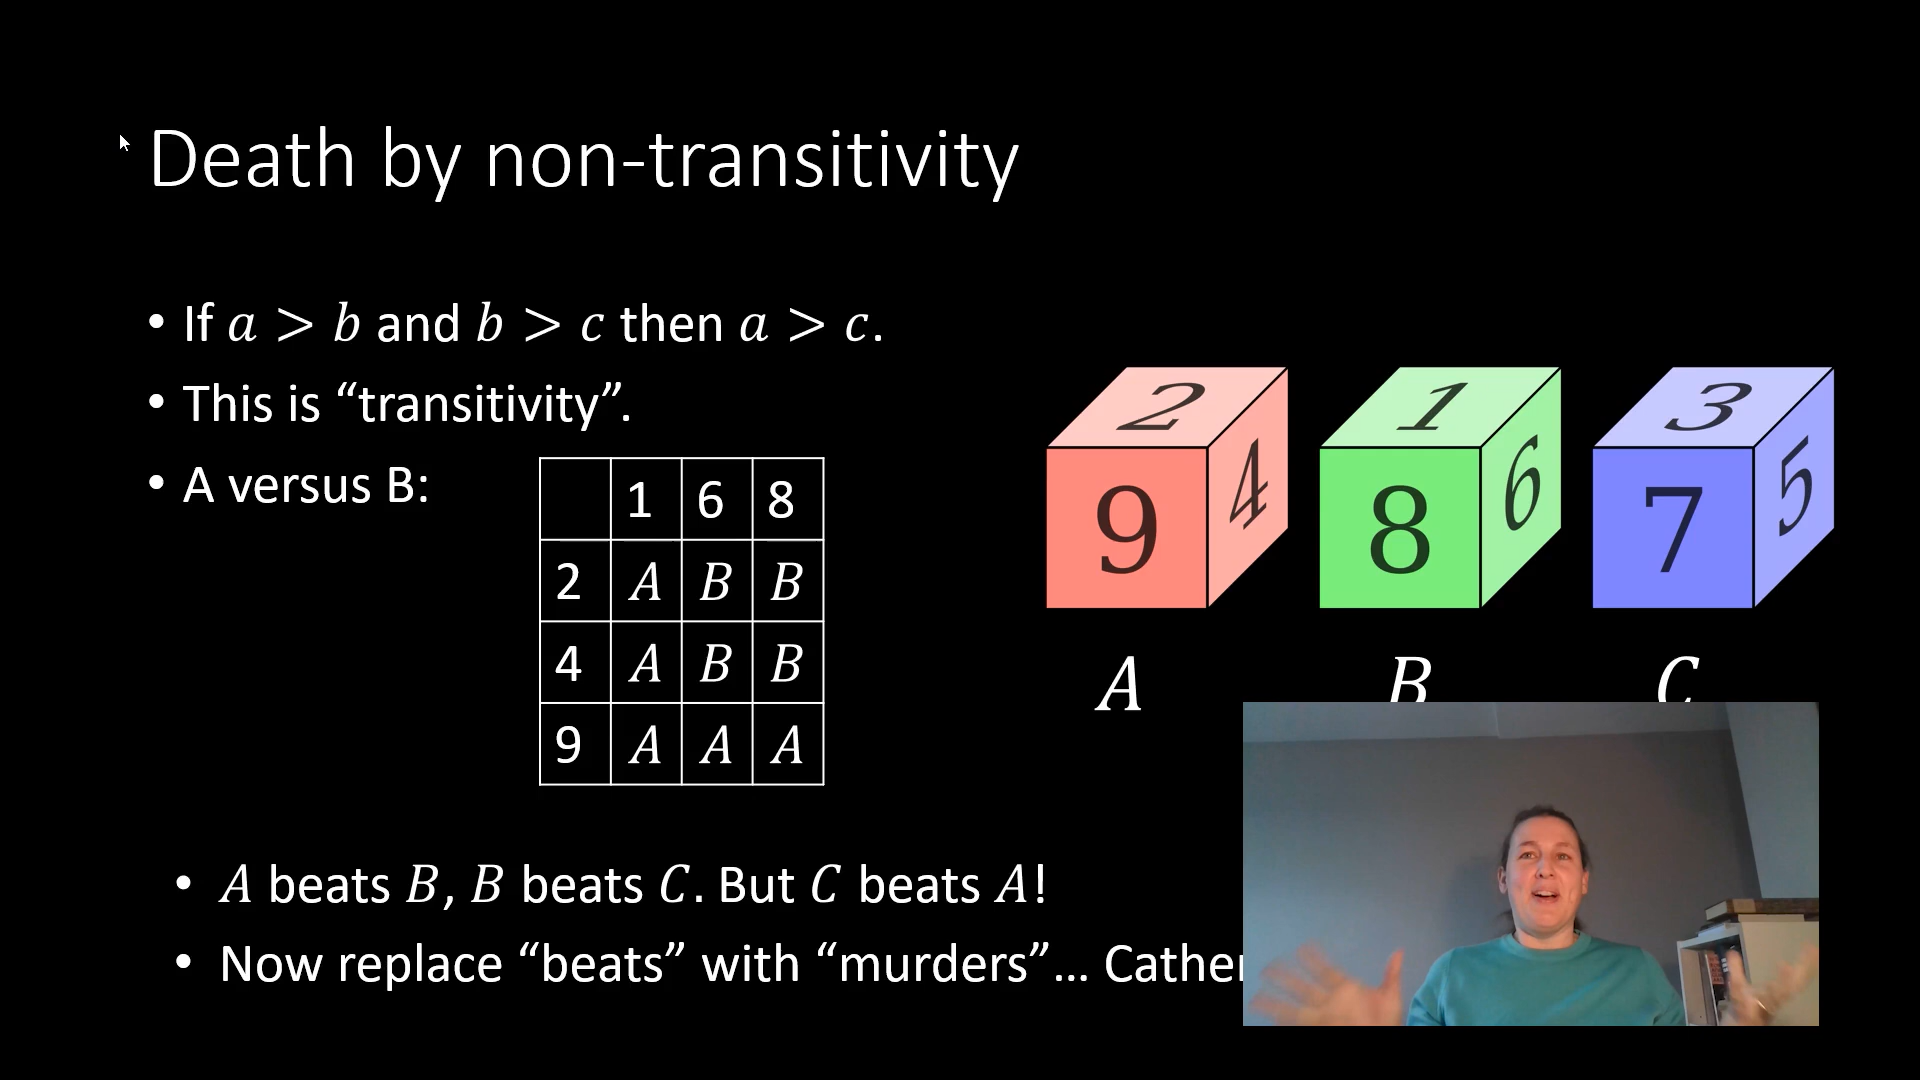 Death by non-transitivity
• If a > b and b > c then a > c.
• This is “transitivity”.
• A versus B:
1 6 8
2 A B B
4 A B B
9 A A A
2 4 9
1 6 8
3 5 7
A B C
• A beats B, B beats C. But C beats A!
• Now replace “beats” with “murders”…